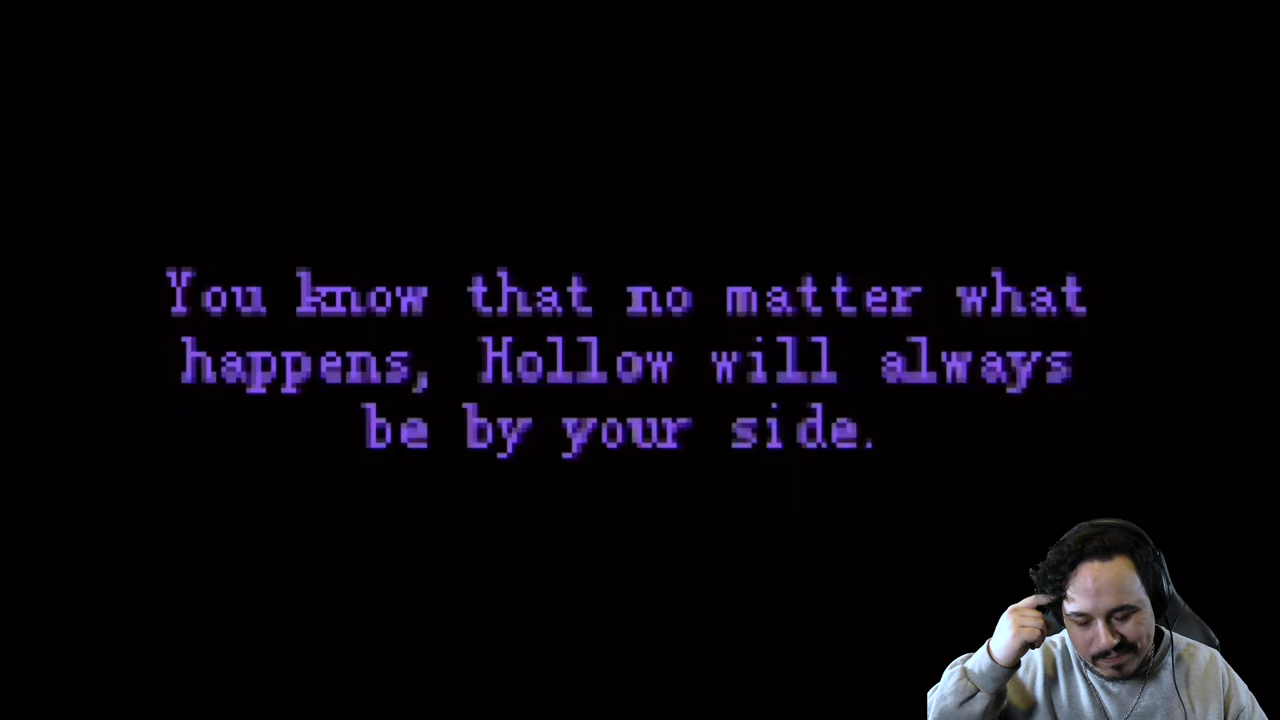 You know that no matter what
happens, Hollow will always
be by your side.